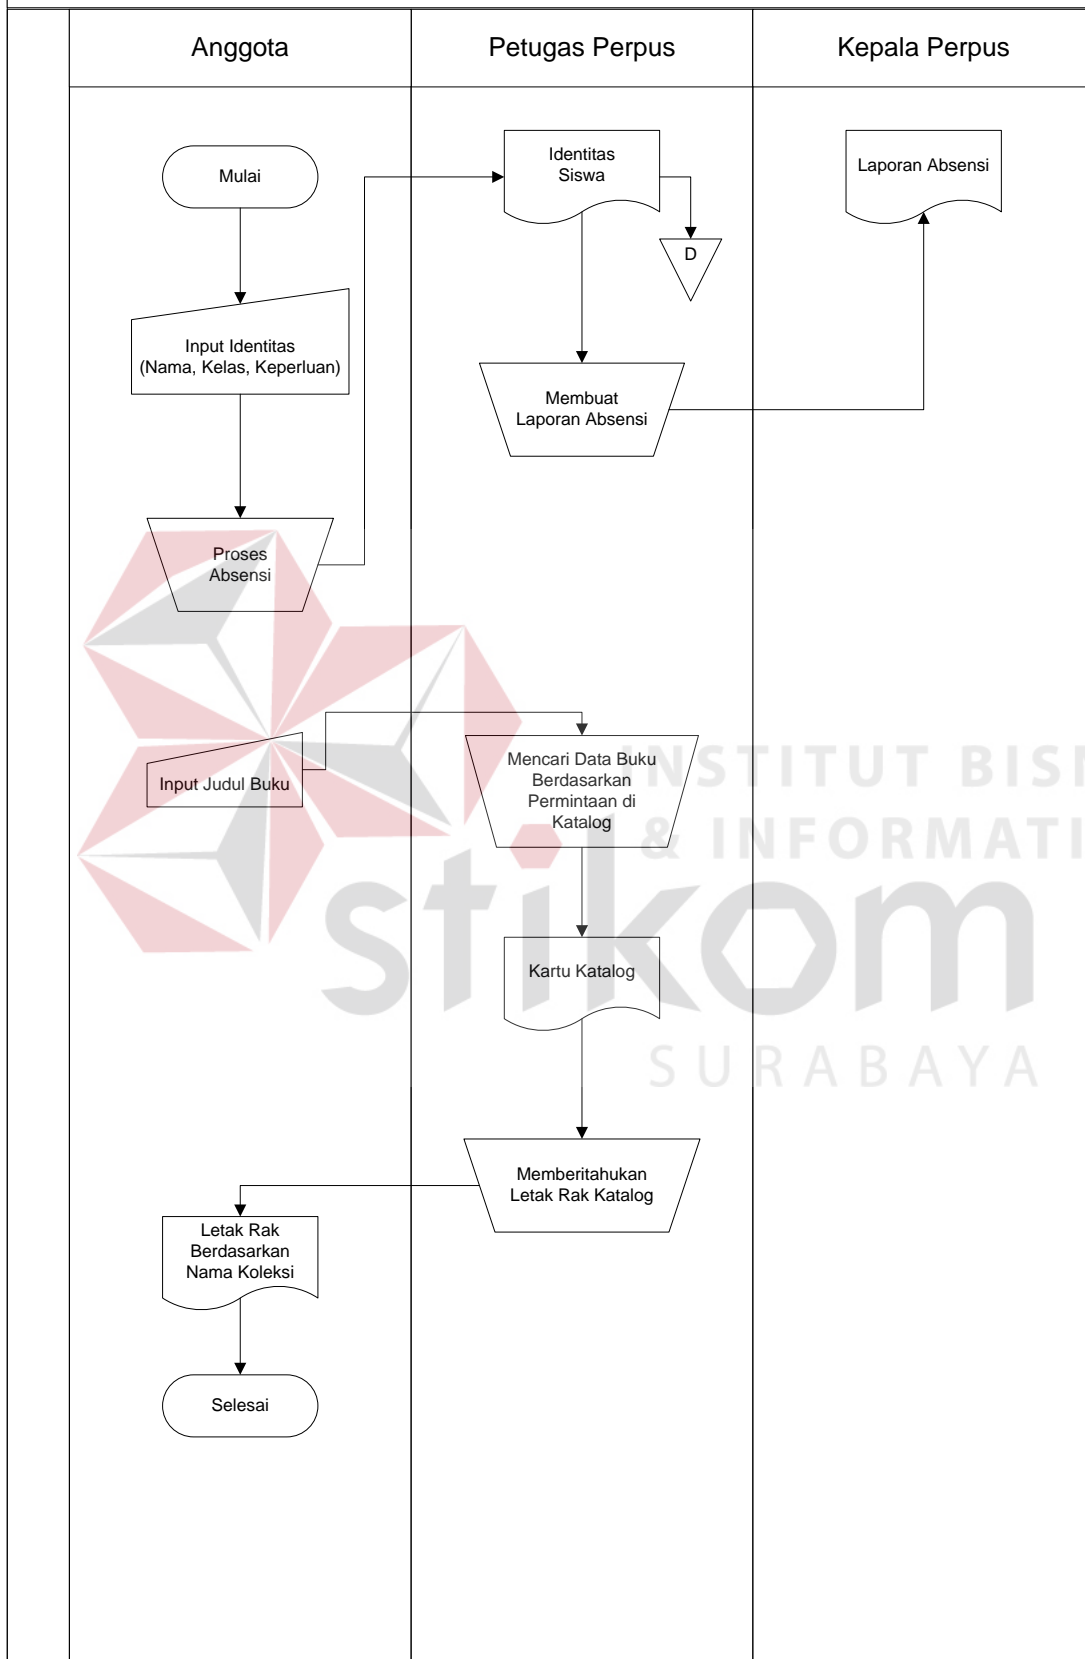 Anggota
Petugas Perpus
Kepala Perpus
Mulai
Identitas
Siswa
Laporan Absensi
D
Input Identitas
(Nama, Kelas, Keperluan)
Membuat
Laporan Absensi
Proses
Absensi
Input Judul Buku
Mencari Data Buku
Berdasarkan
Permintaan di
Katalog
INSTITUT BISN
& INFORMATI
stikom
SURABAYA
Kartu Katalog
Memberitahukan
Letak Rak Katalog
Letak Rak
Berdasarkan
Nama Koleksi
Selesai